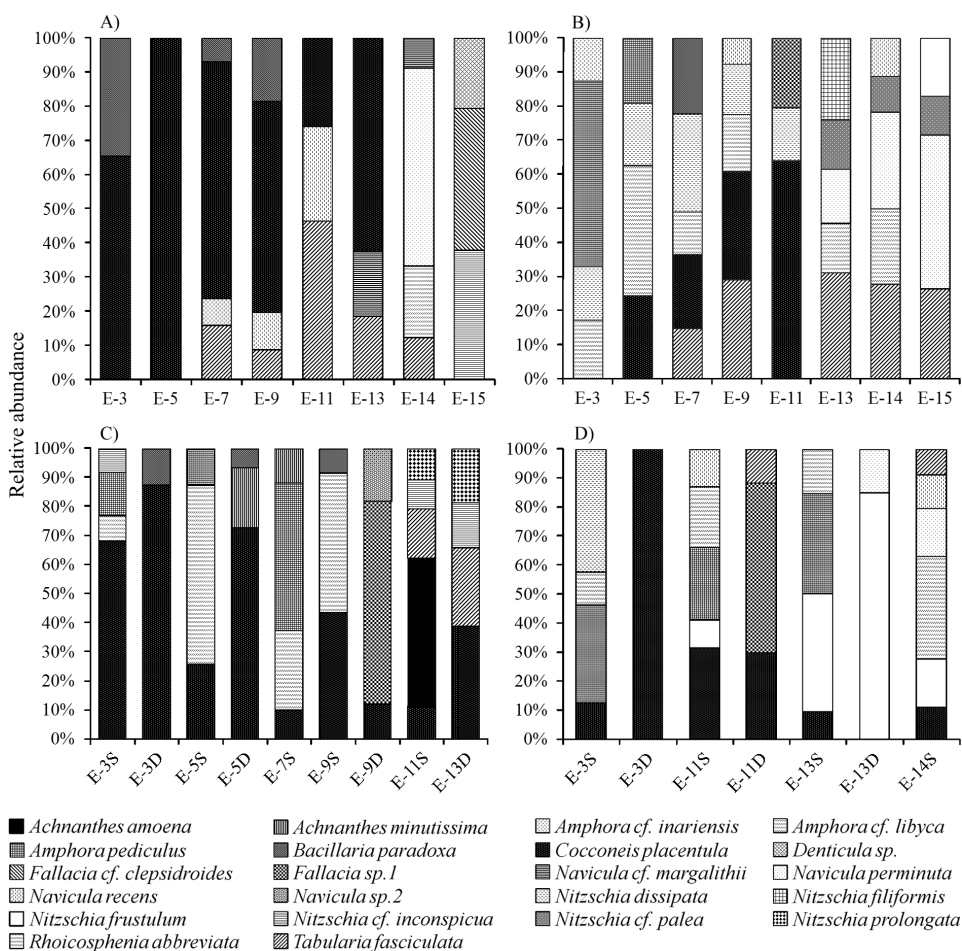 A)
B)
100% 90% 80% 70% 60% 50% 40% 30% 20% 10% 0%
100% 90% 80% 70% 60% 50% 40% 30% 20% 10% 0%
E-3 E-5 E-7 E-9 E-11 E-13 E-14 E-15
E-3 E-5 E-7 E-9 E-11 E-13 E-14 E-15
Relative abundance
C)
D)
100% 90% 80% 70% 60% 50% 40% 30% 20% 10% 0%
100% 90% 80% 70% 60% 50% 40% 30% 20% 10% 0%
E-3S E-3D E-5S E-5D E-7S E-9S E-9D E-11S E-13D
E-3S E-3D E-11S E-11D E-13S E-13D E-14S
Achnanthes amoena
Achnanthes minutissima
Amphora cf. inariensis
Amphora cf. libyca
Amphora pediculus
Bacillaria paradoxa
Cocconeis placentula
Denticula sp.
Fallacia cf. clepsidroides
Fallacia sp.1
Navicula cf. margalithii
Navicula perminuta
Navicula recens
Navicula sp.2
Nitzschia dissipata
Nitzschia filiformis
Nitzschia frustulum
Nitzschia cf. inconspicua
Nitzschia cf. palea
Nitzschia prolongata
Rhoicosphenia abbreviata
Tabularia fasciculata